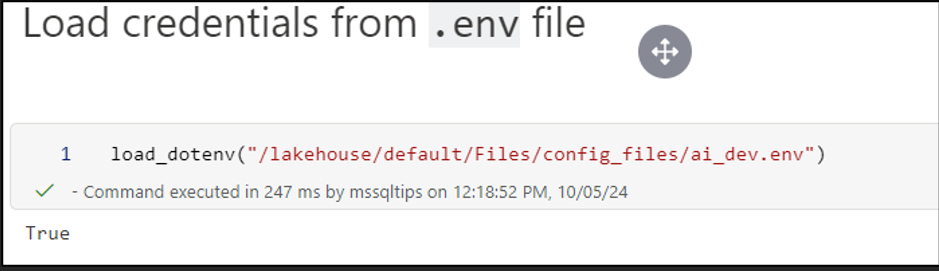 Load credentials from .env file
1 load_dotenv("/lakehouse/default/Files/config_files/ai_dev.env")
- Command executed in 247 ms by mssqltips on 12:18:52 PM, 10/05/24
True